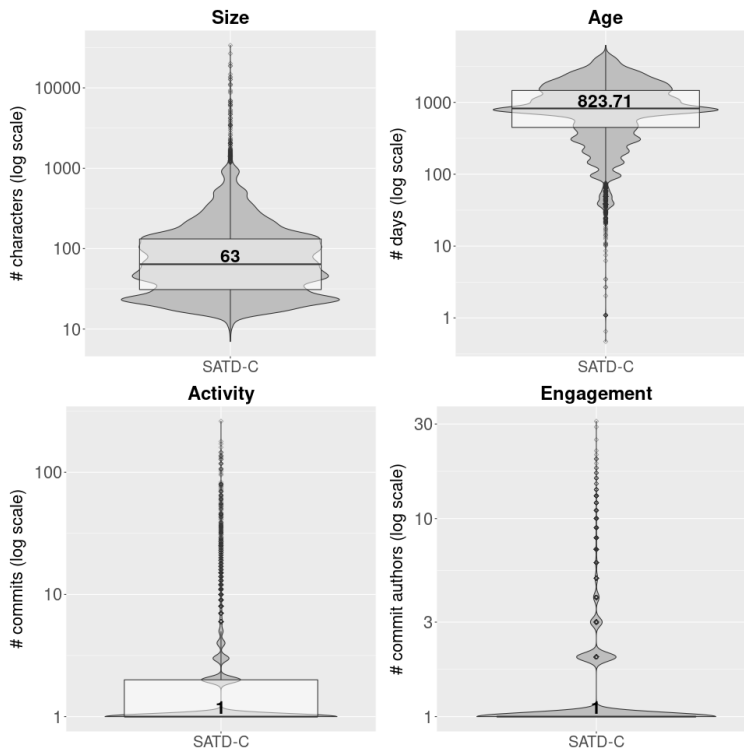 Size
# characters (log scale)
10000
1000
100
10
63
SATD-C
Age
# days (log scale)
1000
100
10
1
823.71
SATD-C
Activity
# commits (log scale)
100
10
1
1
SATD-C
Engagement
# commit authors (log scale)
30
10
3
1
1
SATD-C